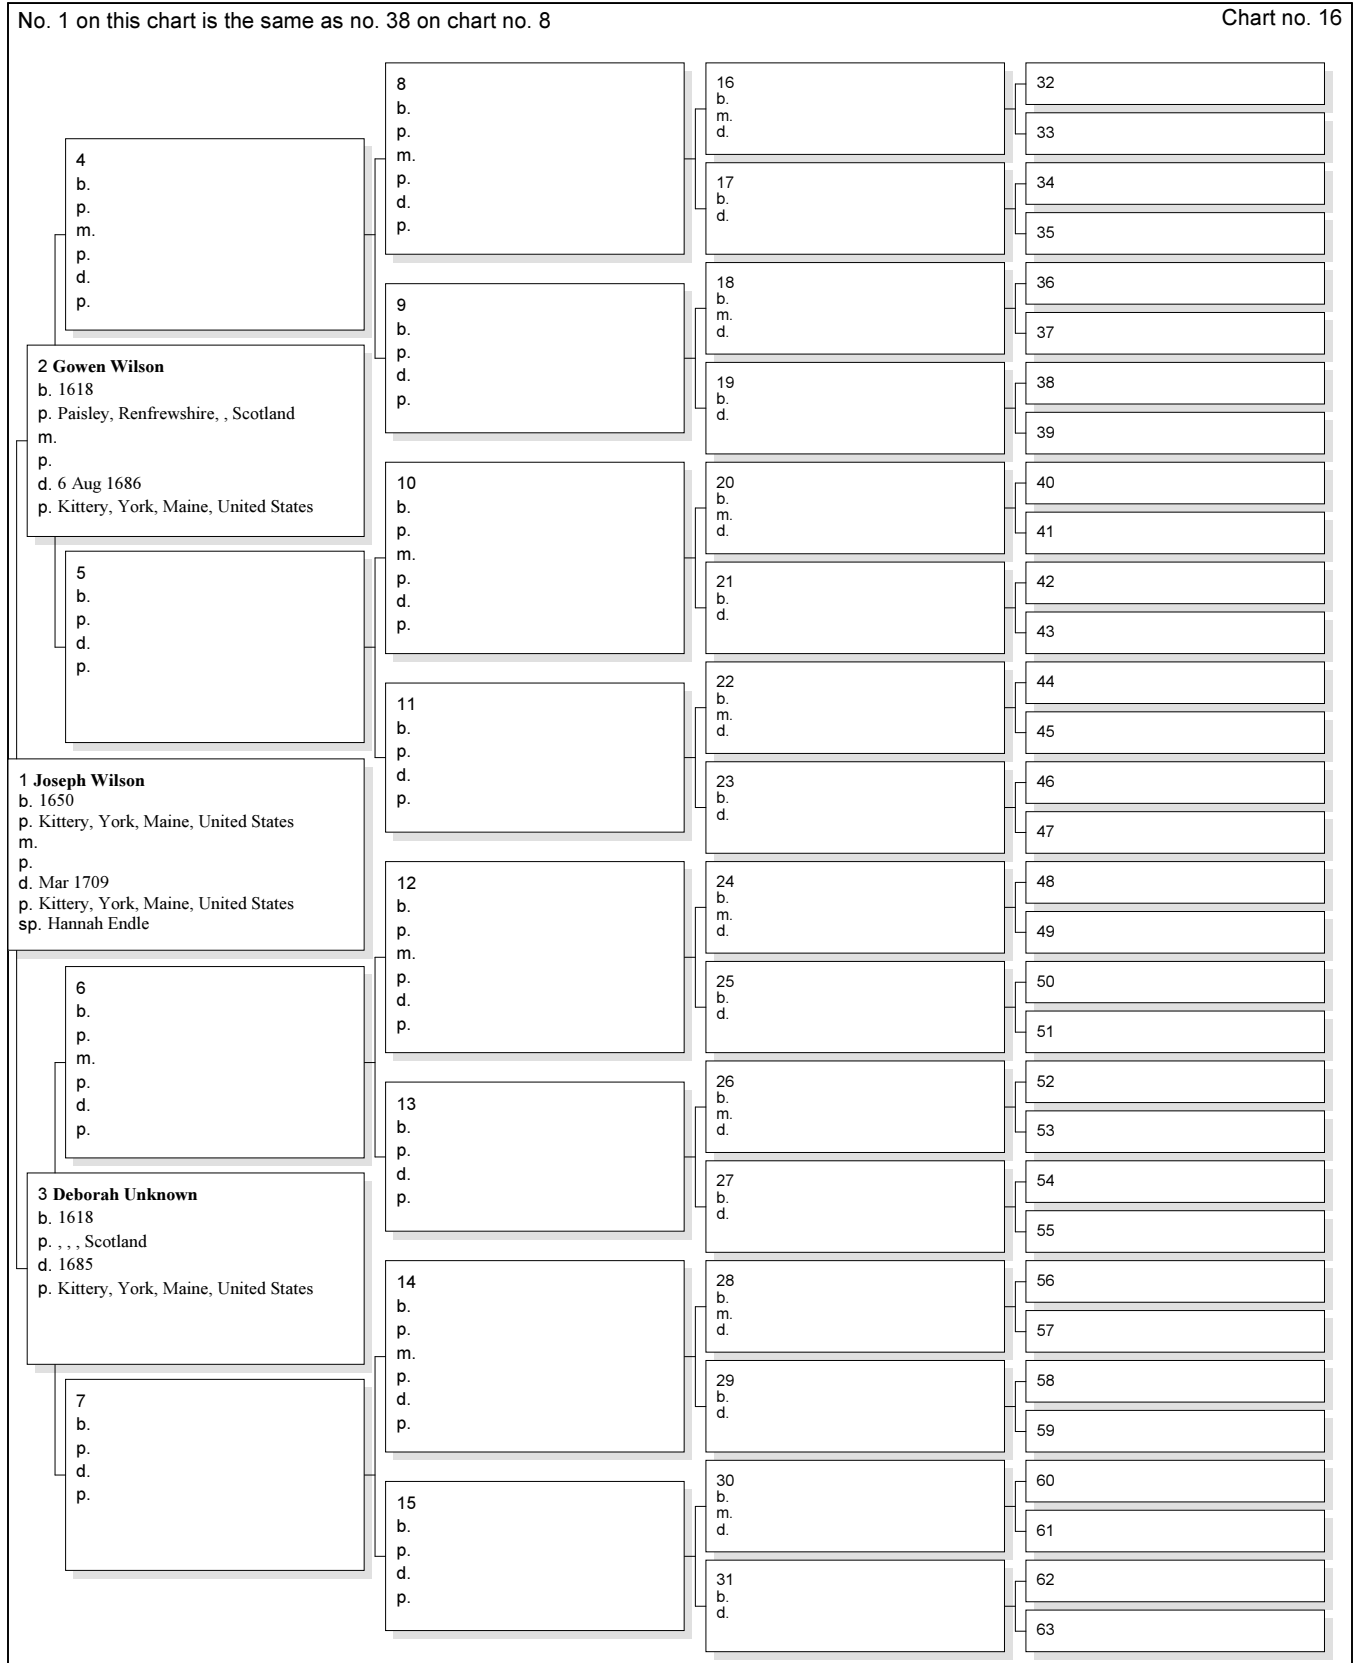 No. 1 on this chart is the same as no. 38 on chart no. 8
Chart no. 16
4
b.
p.
m.
p.
d.
p.
2 Gowen Wilson
b. 1618
p. Paisley, Renfrewshire, , Scotland
m.
p.
d. 6 Aug 1686
p. Kittery, York, Maine, United States
5
b.
p.
d.
p.
1 Joseph Wilson
b. 1650
p. Kittery, York, Maine, United States
m.
p.
d. Mar 1709
p. Kittery, York, Maine, United States
sp. Hannah Endle
6
b.
p.
m.
p.
d.
p.
3 Deborah Unknown
b. 1618
p. , , , Scotland
d. 1685
p. Kittery, York, Maine, United States
7
b.
p.
d.
p.
8
b.
p.
m.
p.
d.
p.
9
b.
p.
d.
p.
10
b.
p.
m.
p.
d.
p.
11
b.
p.
d.
p.
12
b.
p.
m.
p.
d.
p.
13
b.
p.
d.
p.
14
b.
p.
m.
p.
d.
p.
15
b.
p.
d.
p.
16
b.
m.
d.
17
b.
d.
18
b.
m.
d.
19
b.
d.
20
b.
m.
d.
21
b.
d.
22
b.
m.
d.
23
b.
d.
24
b.
m.
d.
25
b.
d.
26
b.
m.
d.
27
b.
d.
28
b.
m.
d.
29
b.
d.
30
b.
m.
d.
31
b.
d.
32
33
34
35
36
37
38
39
40
41
42
43
44
45
46
47
48
49
50
51
52
53
54
55
56
57
58
59
60
61
62
63